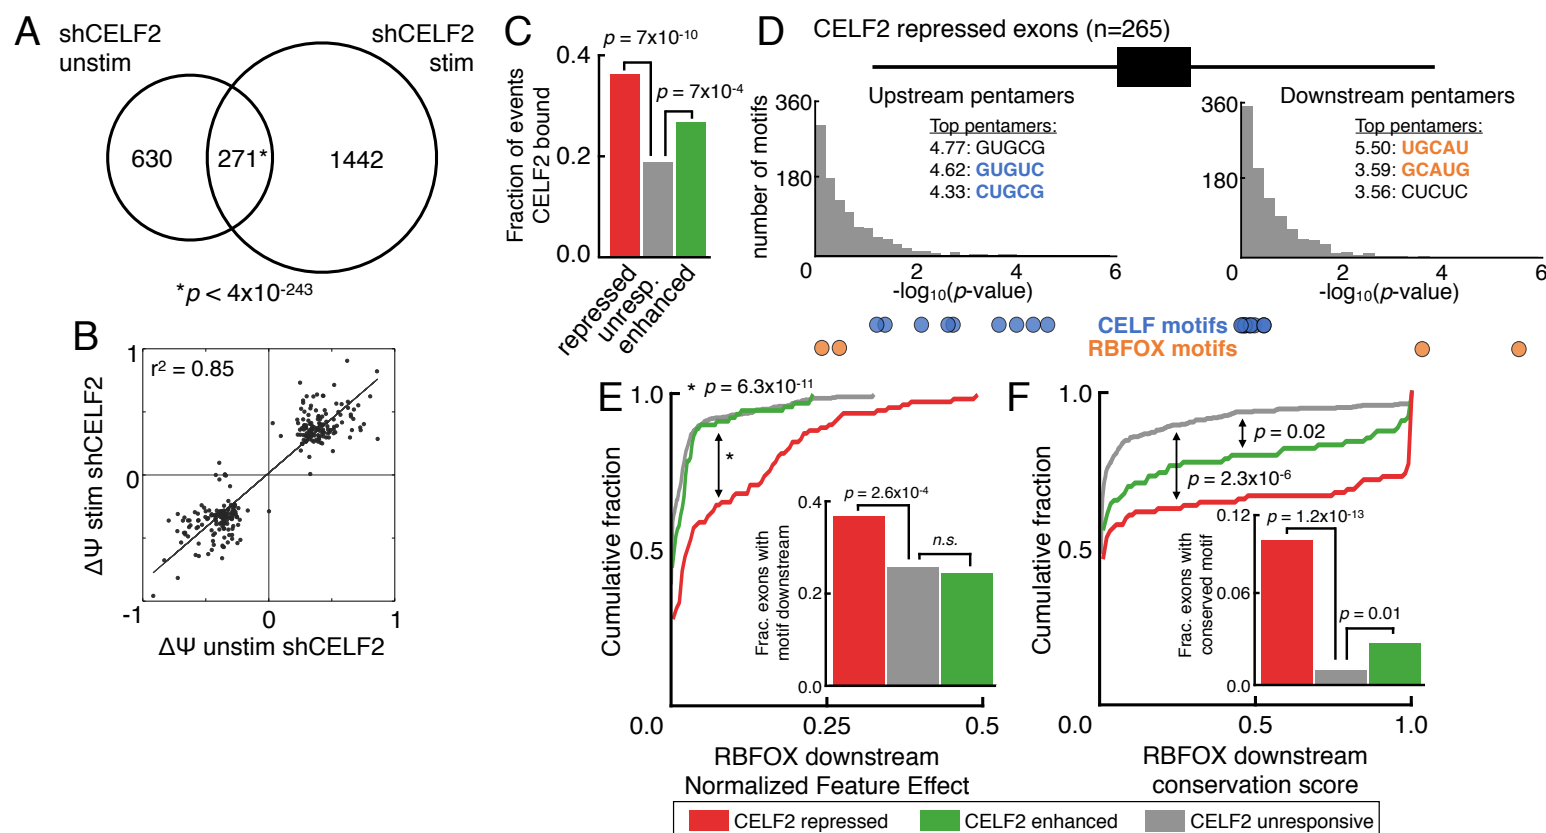 A
shCELF2
unstim
shCELF2
stim
630
271*
1442
*p < 4x10-243
B
1
r2 = 0.85
0
-1
0
1
ΔΨ stim shCELF2
ΔΨ unstim shCELF2
C
p = 7x10-10
p = 7x10-4
0.4
0.2
0.0
Fraction of events
CELF2 bound
repressed
unresp.
enhanced
D
CELF2 repressed exons (n=265)
Upstream pentamers
Top pentamers:
4.77: GUGCG
4.62: GUGUC
4.33: CUGCG
number of motifs
360
180
0
2
4
6
-log10(p-value)
Downstream pentamers
Top pentamers:
5.50: UGCAU
3.59: GCAUG
3.56: CUCUC
360
180
0
2
4
6
-log10(p-value)
CELF motifs
RBFOX motifs
E
* p = 6.3x10-11
*
1.0
0.5
0.0
0.25
0.5
Cumulative fraction
RBFOX downstream
Normalized Feature Effect
p = 2.6x10-4
n.s.
0.4
0.2
0.0
Frac. exons with
motif downstream
F
1.0
0.5
0.0
0.5
1.0
p = 0.02
p = 2.3x10-6
Cumulative fraction
RBFOX downstream
conservation score
0.12
0.06
0.0
p = 1.2x10-13
p = 0.01
Frac. exons with
conserved motif
CELF2 repressed
CELF2 enhanced
CELF2 unresponsive